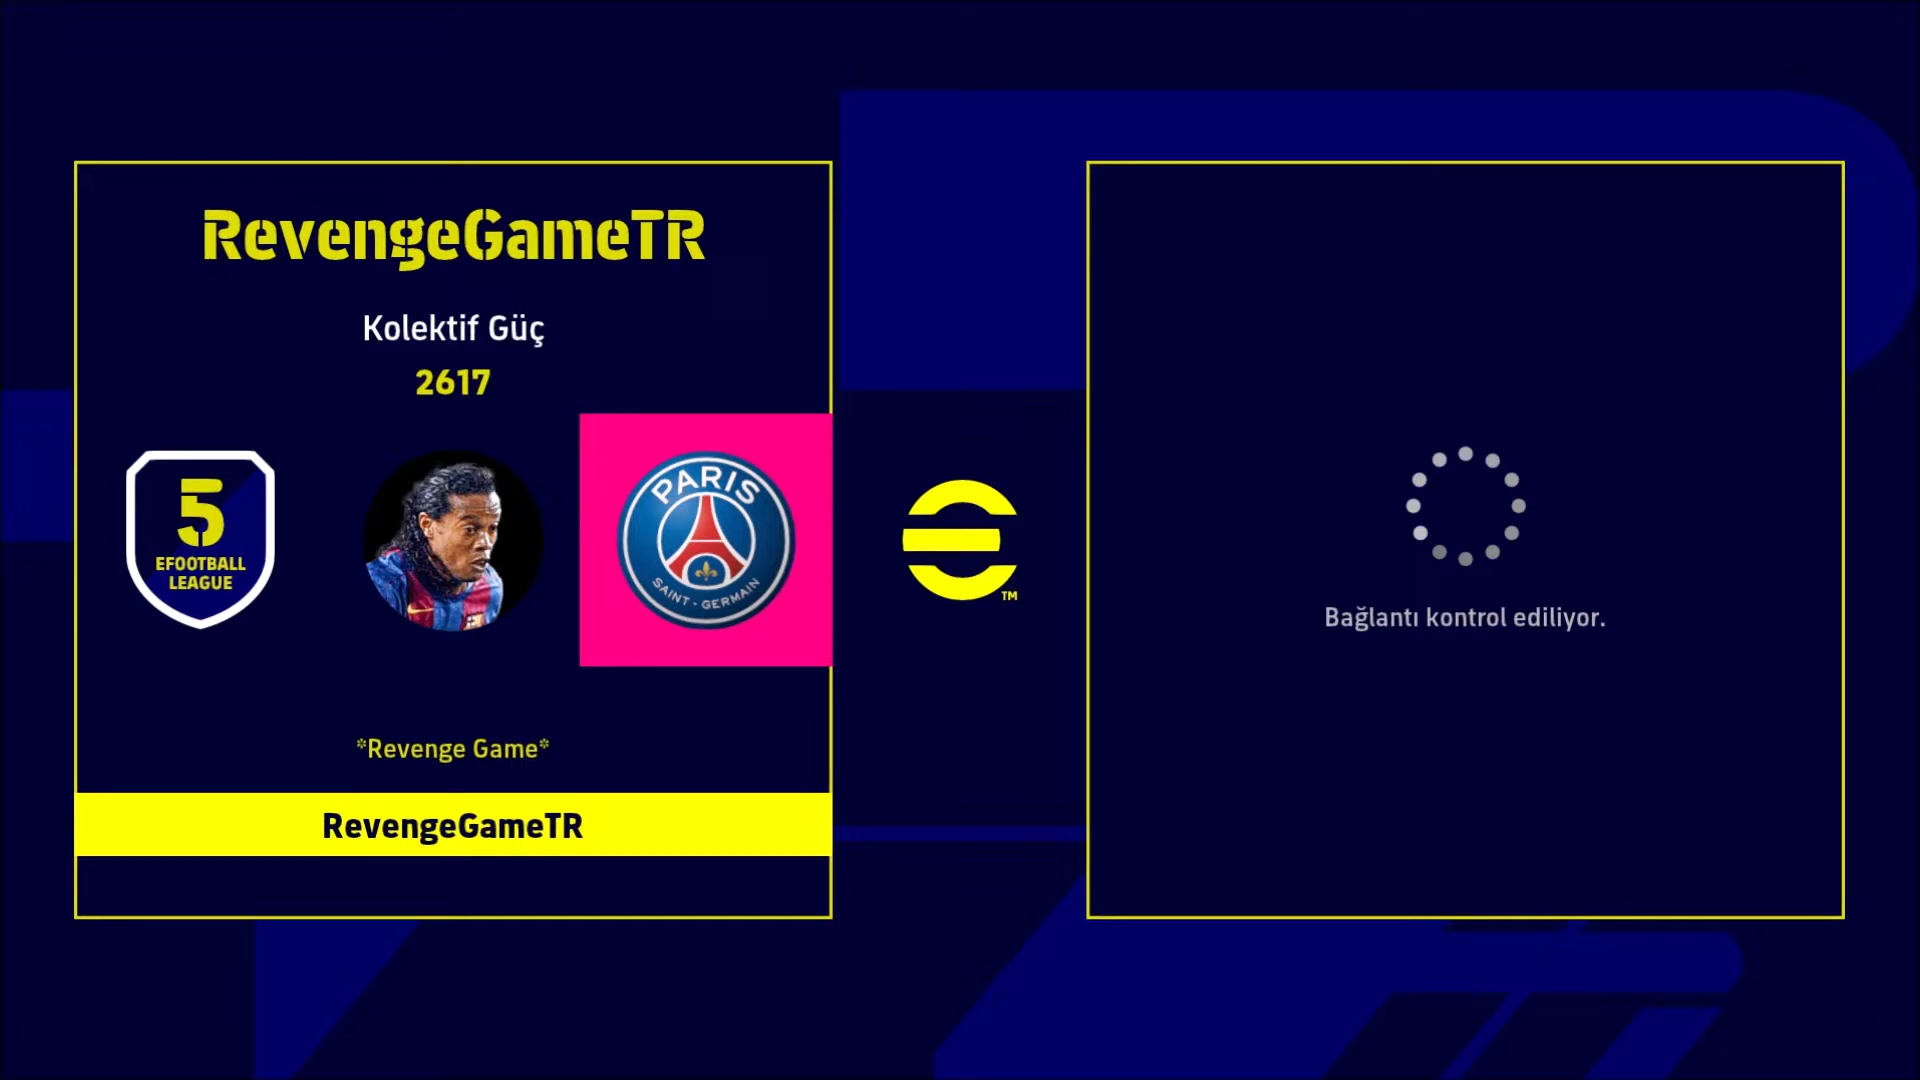 RevengeGameTR
Kolektif Güç
2617
5
EFOOTBALL
LEAGUE
PARIS
SAINT-GERMAIN
TM
*Revenge Game*
RevengeGameTR
Bağlantı kontrol ediliyor.